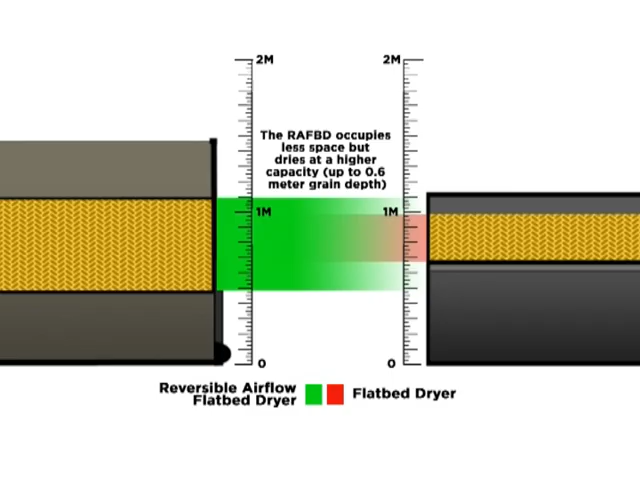 2M
2M
The RAFBD occupies
less space but
dries at a higher
capacity (up to 0.6
meter grain depth)
1M
1M
0
0
Reversible Airflow
Flatbed Dryer
Flatbed Dryer